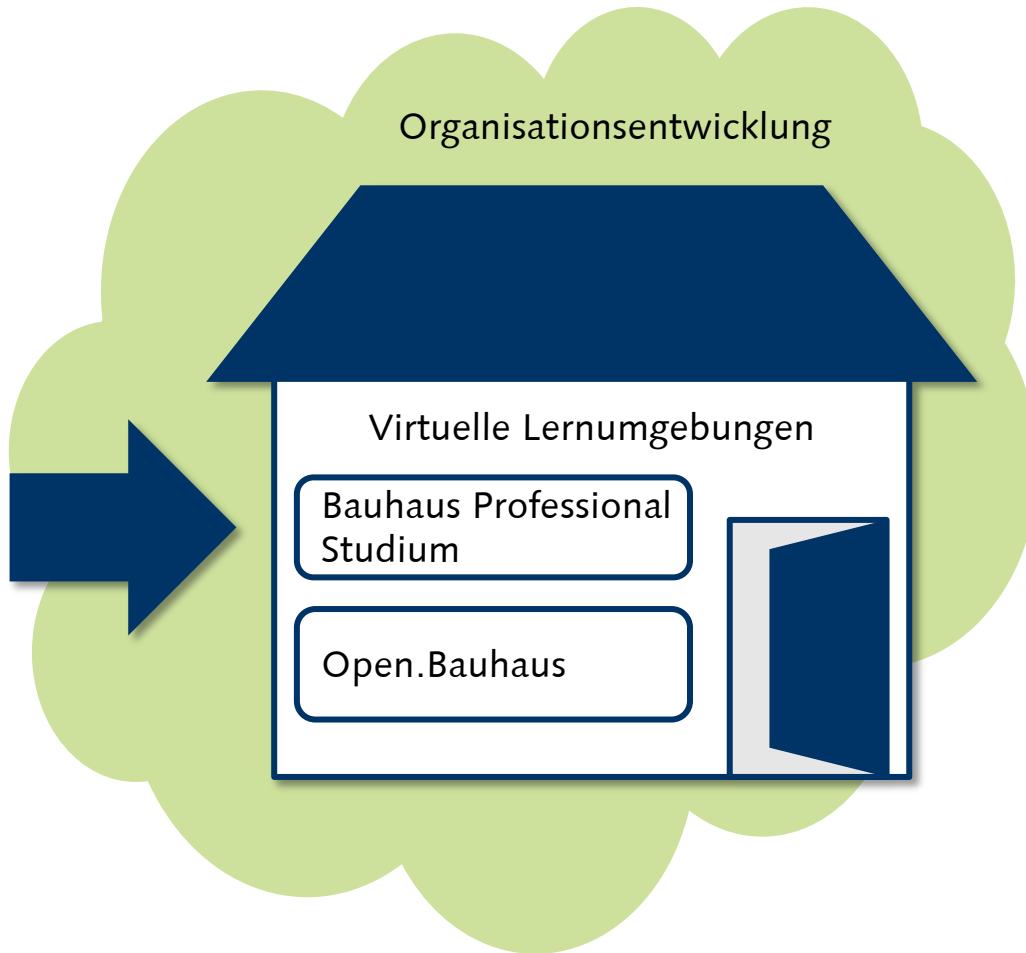 Organisationsentwicklung
Virtuelle Lernumgebungen
Bauhaus Professional
Studium
Open.Bauhaus